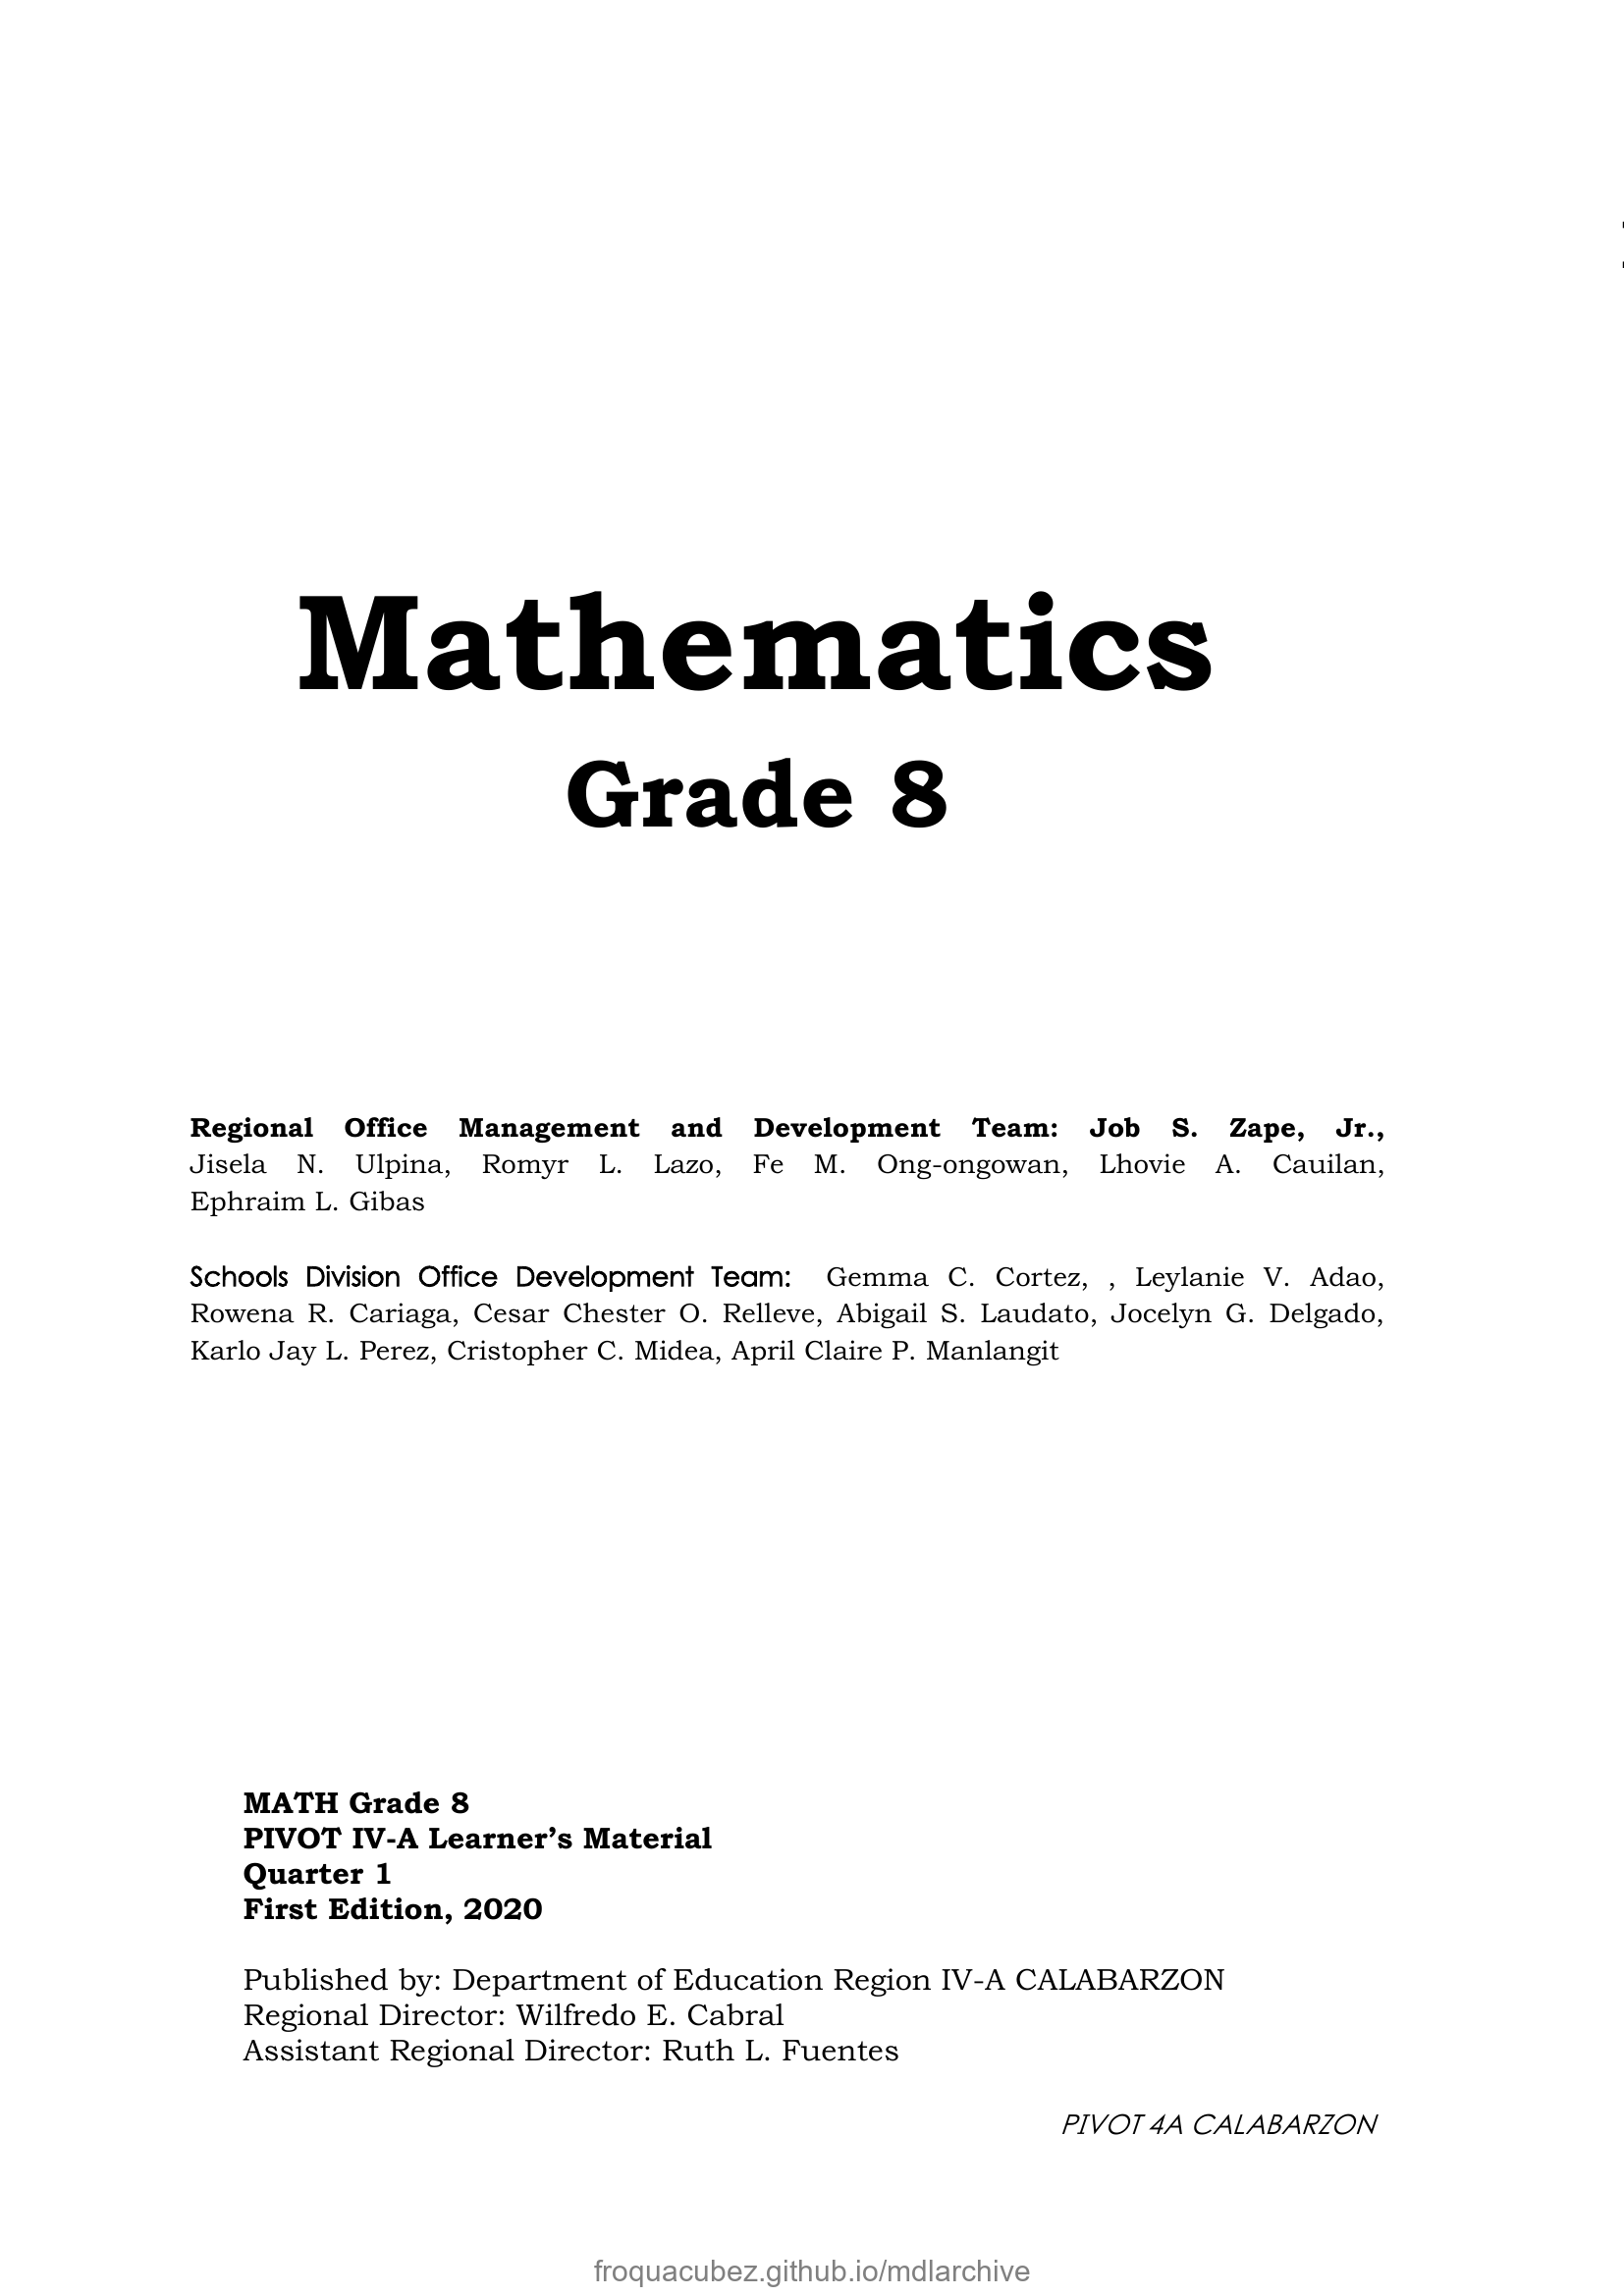 Mathematics
Grade 8
Regional Office Management and Development Team: Job S. Zape, Jr.,
Jisela N. Ulpina, Romyr L. Lazo, Fe M. Ong-ongowan, Lhovie A. Cauilan,
Ephraim L. Gibas
Schools Division Office Development Team: Gemma C. Cortez, , Leylanie V. Adao,
Rowena R. Cariaga, Cesar Chester O. Relleve, Abigail S. Laudato, Jocelyn G. Delgado,
Karlo Jay L. Perez, Cristopher C. Midea, April Claire P. Manlangit
MATH Grade 8
PIVOT IV-A Learner’s Material
Quarter 1
First Edition, 2020
Published by: Department of Education Region IV-A CALABARZON
Regional Director: Wilfredo E. Cabral
Assistant Regional Director: Ruth L. Fuentes
PIVOT 4A CALABARZON
froquacubez.github.io/mdlarchive